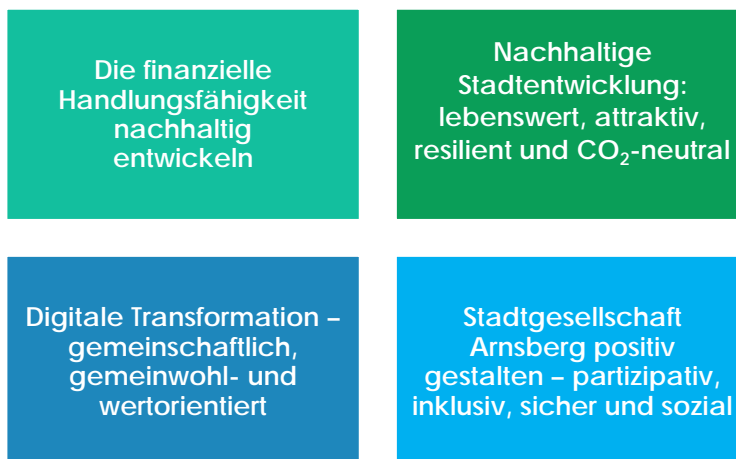 Die finanzielle
Handlungsfähigkeit
nachhaltig
entwickeln
Nachhaltige
Stadtentwicklung:
lebenswert, attraktiv,
resilient und CO₂-neutral
Digitale Transformation –
gemeinschaftlich,
gemeinwohl- und
wertorientiert
Stadtgesellschaft
Arnsberg positiv
gestalten – partizipativ,
inklusiv, sicher und sozial